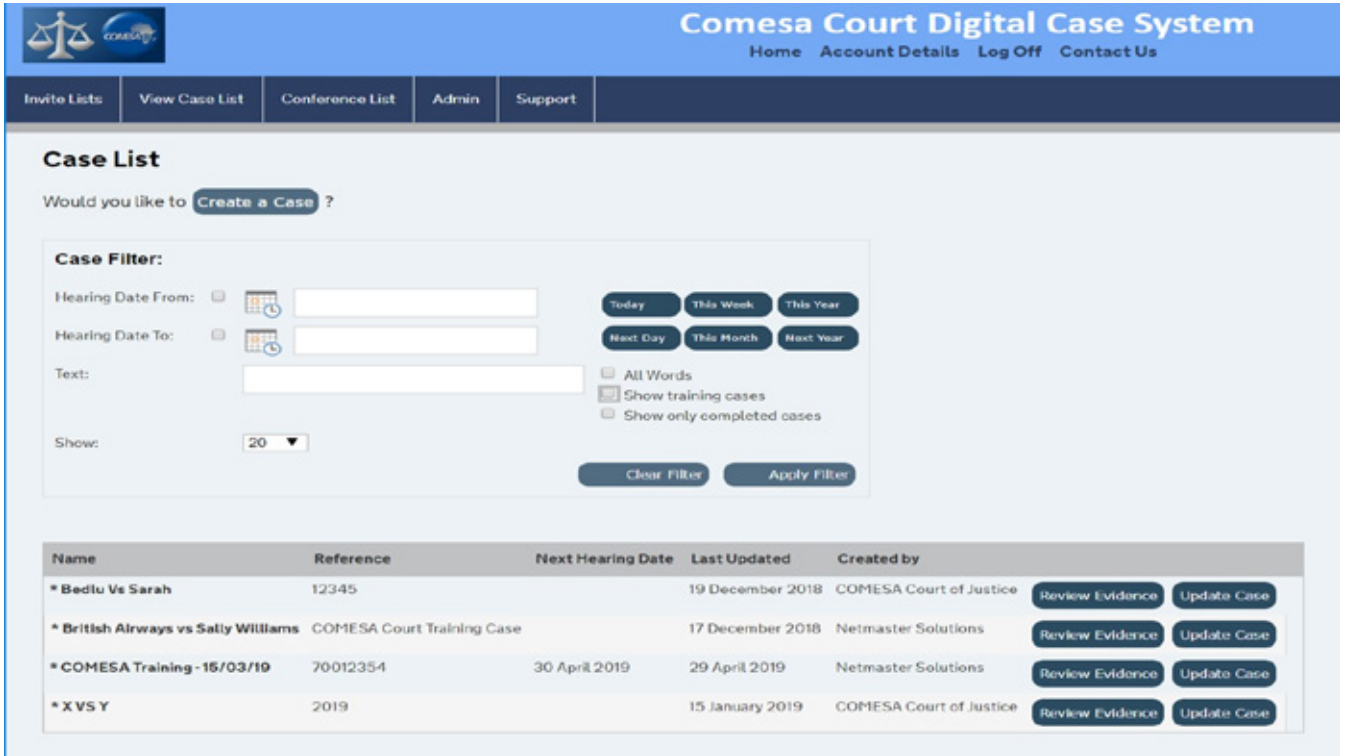 COMESA
Comesa Court Digital Case System
Home Account Details Log Off Contact Us
Invite Lists View Case List Conference List Admin Support
Case List
Would you like to Create a Case ?
Case Filter:
Hearing Date From: Today This Week This Year
Hearing Date To: Next Day This Month Next Year
Text: All Words
Show training cases
Show only completed cases
Show: 20
Clear Filter Apply Filter
Name Reference Next Hearing Date Last Updated Created by
* Bedlu Vs Sarah 12345 19 December 2018 COMESA Court of Justice Review Evidence Update Case
* British Airways vs Sally Williams COMESA Court Training Case 17 December 2018 Netmaster Solutions Review Evidence Update Case
* COMESA Training - 15/03/19 70012354 30 April 2019 29 April 2019 Netmaster Solutions Review Evidence Update Case
* X VS Y 2019 15 January 2019 COMESA Court of Justice Review Evidence Update Case